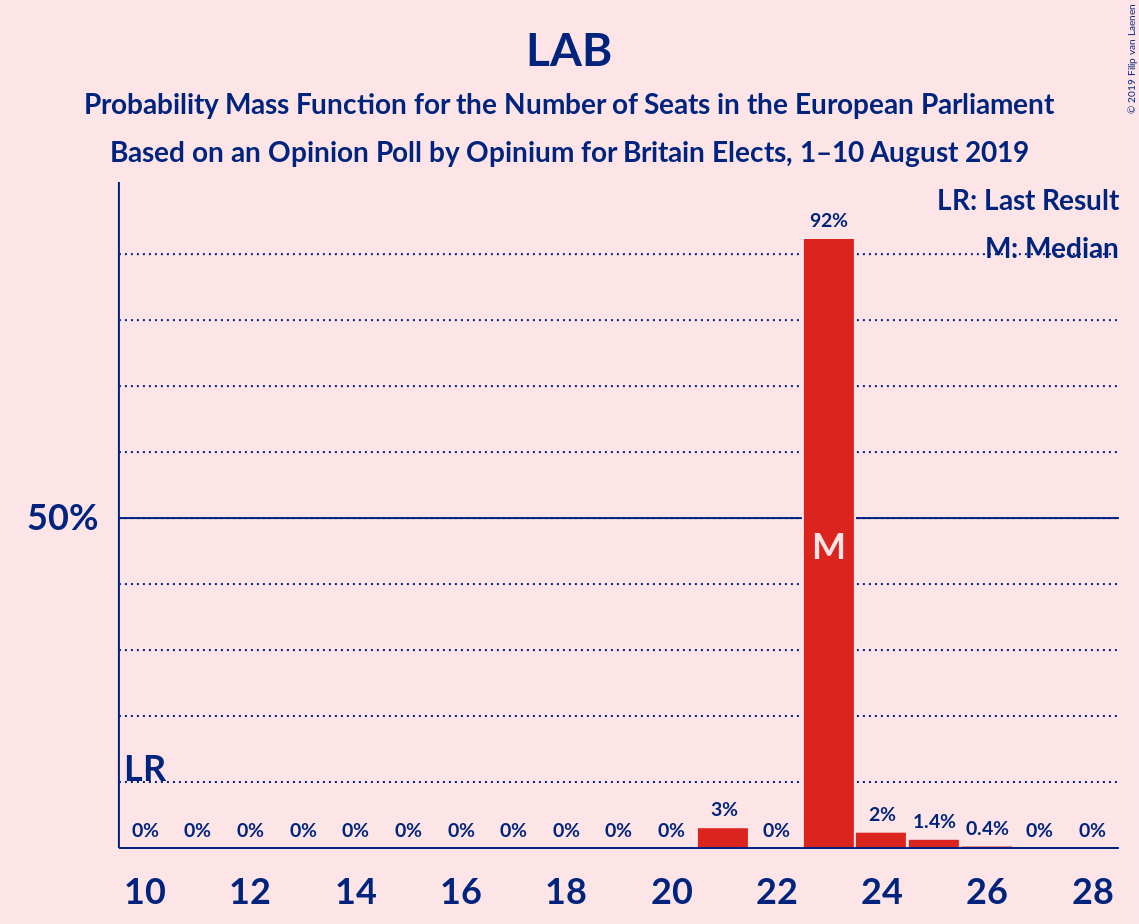 LAB
Probability Mass Function for the Number of Seats in the European Parliament
Based on an Opinion Poll by Opinium for Britain Elects, 1–10 August 2019
© 2019 Filip van Laenen
LR: Last Result
M: Median
92%
50%
M
LR
0% 0% 0% 0% 0% 0% 0% 0% 0% 0% 0% 3% 0% 2% 1.4% 0.4% 0% 0%
10 12 14 16 18 20 22 24 26 28